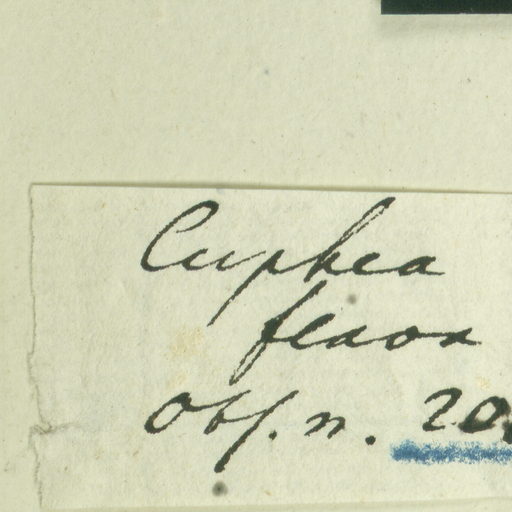 Cuphea
flava
Obs. n. 20